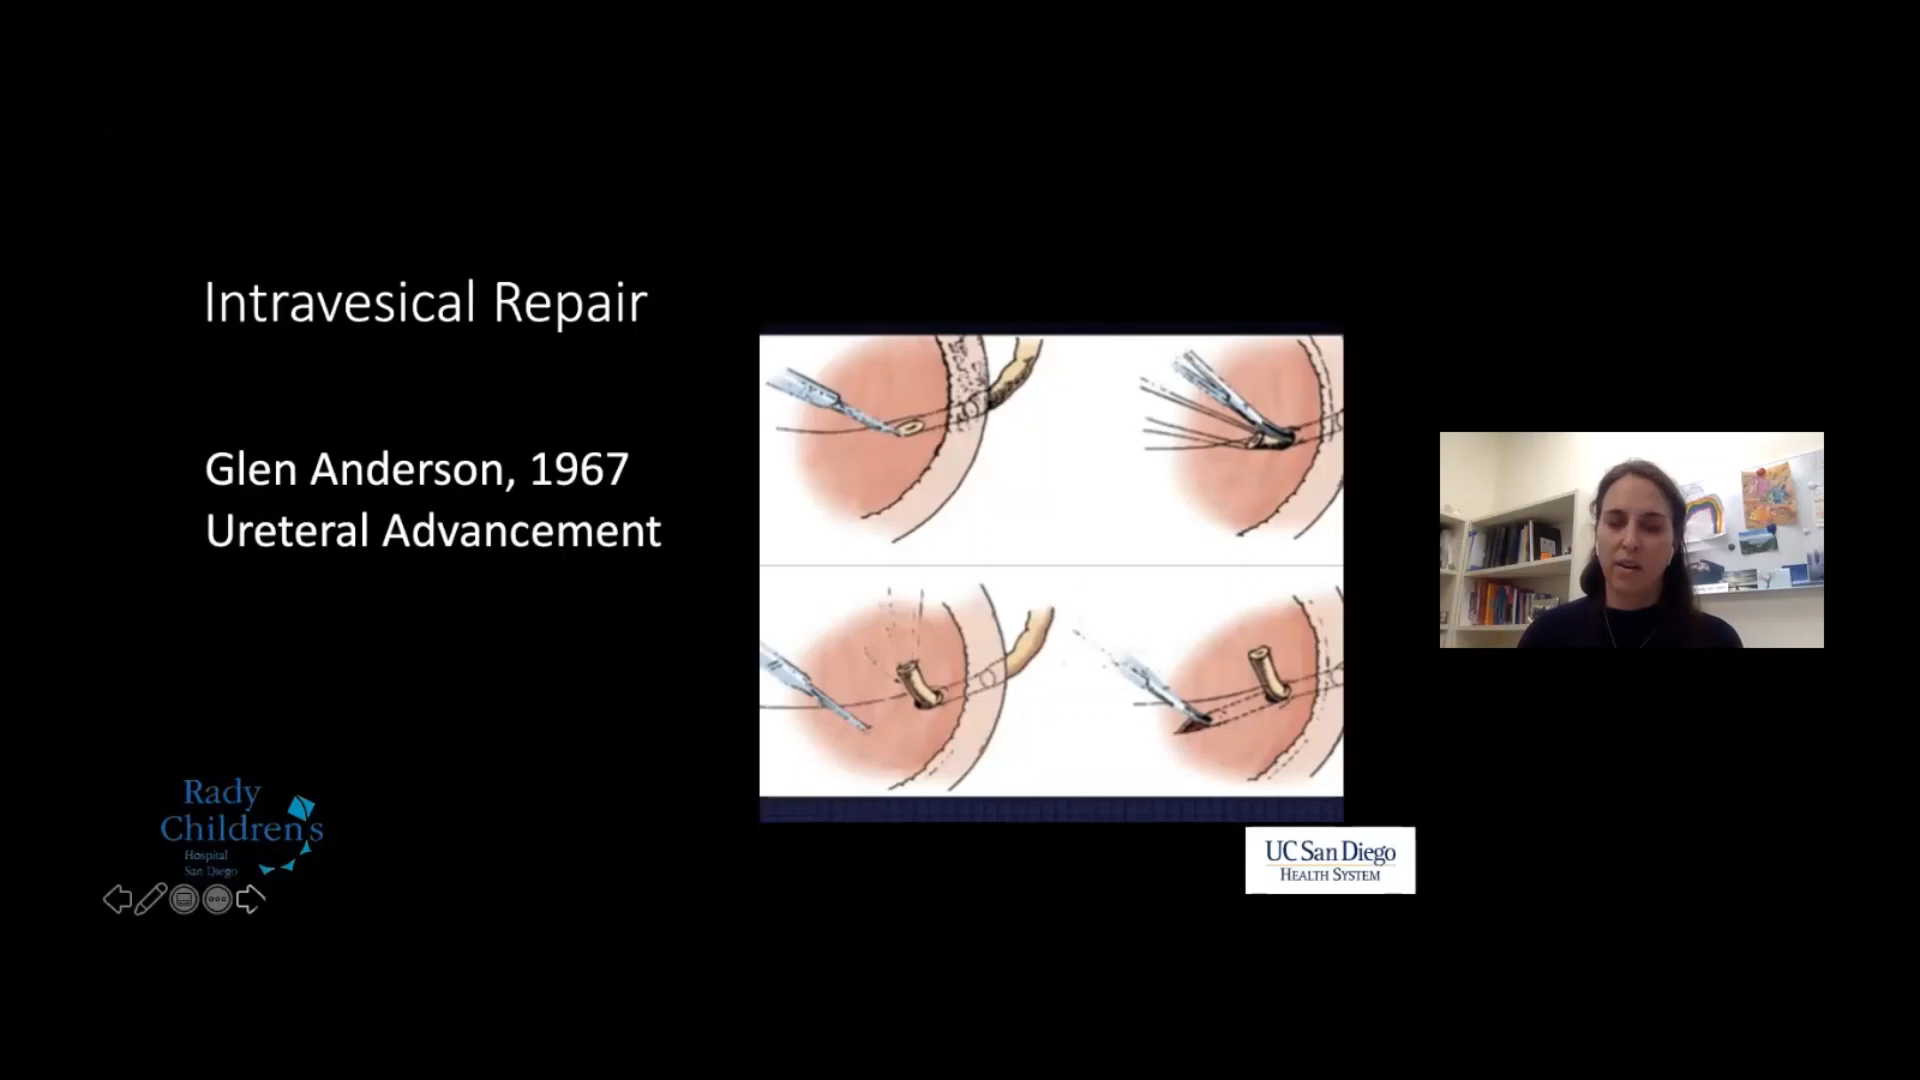 Intravesical Repair
Glen Anderson, 1967
Ureteral Advancement
Rady
Children's
Hospital
San Diego
UC San Diego
HEALTH SYSTEM